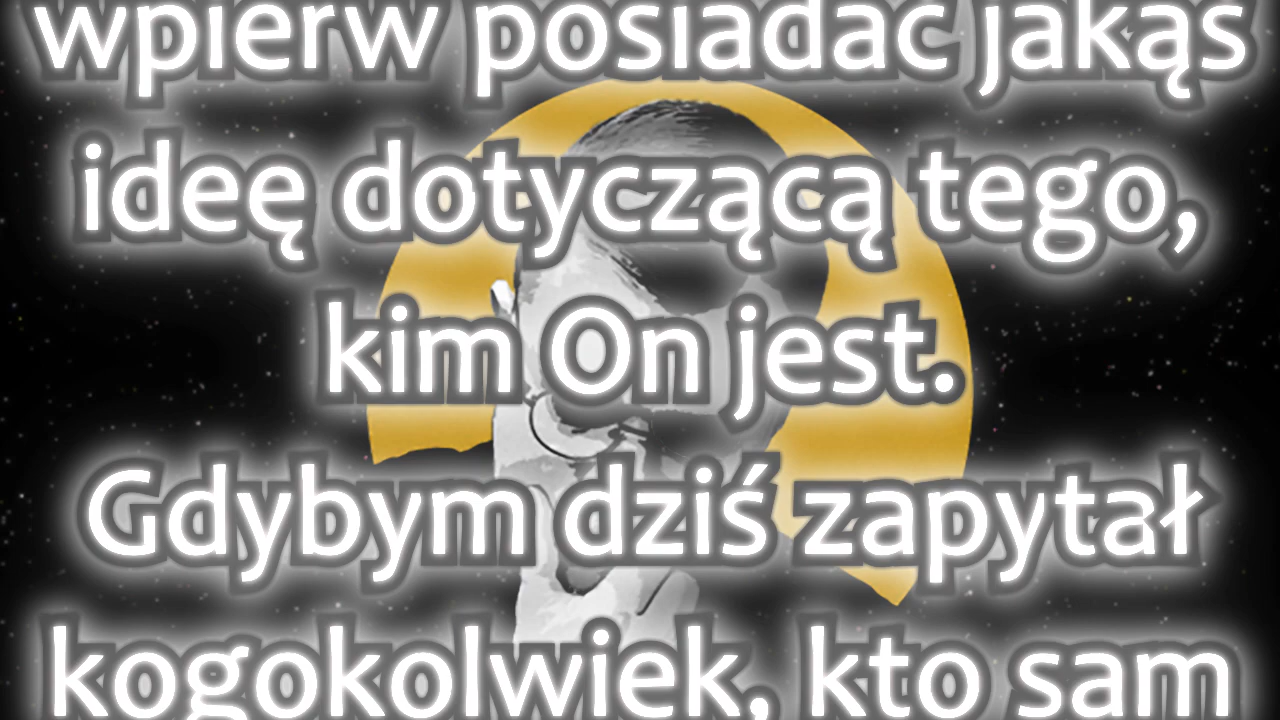 wpierw posiadać jakąś
ideę dotyczącą tego,
kim On jest.
Gdybym dziś zapytał
kogokolwiek, kto sam